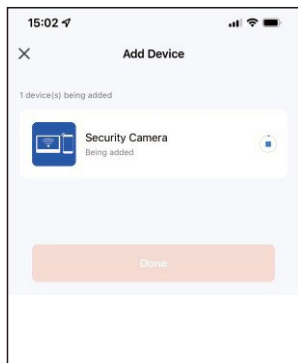 15:02
Add Device
1 device(s) being added
Security Camera
Being added
Done